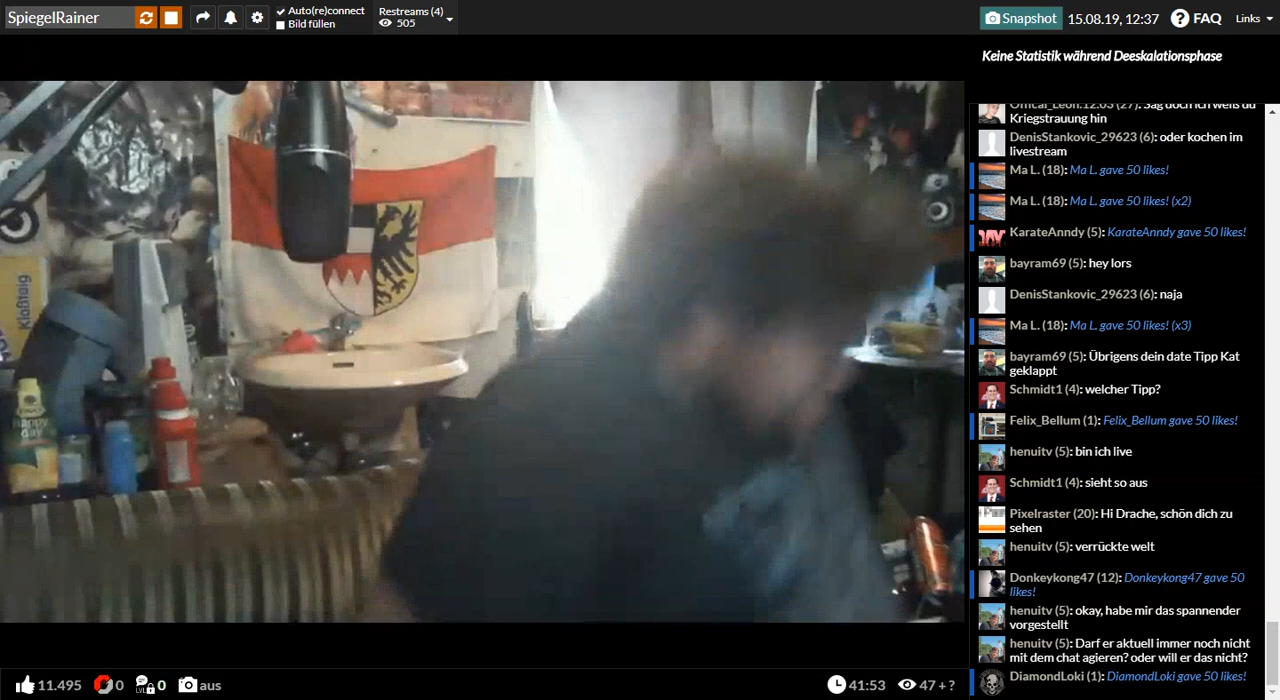 SpiegelRainer
Auto(re)connect
Bild füllen
Restreams (4)
505
Snapshot
15.08.19, 12:37
FAQ
Links
Keine Statistik während Deeskalationsphase
Offical_Leon.12.03 (27): Sag doch ich weiß du
Kriegstrauung hin
DenisStankovic_29623 (6): oder kochen im
livestream
Ma L. (18): Ma L. gave 50 likes!
Ma L. (18): Ma L. gave 50 likes! (x2)
KarateAnndy (5): KarateAnndy gave 50 likes!
bayram69 (5): hey lors
DenisStankovic_29623 (6): naja
Ma L. (18): Ma L. gave 50 likes! (x3)
bayram69 (5): Übrigens dein date Tipp Kat
geklappt
Schmidt1 (4): welcher Tipp?
Felix_Bellum (1): Felix_Bellum gave 50 likes!
henuitv (5): bin ich live
Schmidt1 (4): sieht so aus
Pixelraster (20): Hi Drache, schön dich zu
sehen
henuitv (5): verrückte welt
Donkeykong47 (12): Donkeykong47 gave 50
likes!
henuitv (5): okay, habe mir das spannender
vorgestellt
henuitv (5): Darf er aktuell immer noch nicht
mit dem chat agieren? oder will er das nicht?
DiamondLoki (1): DiamondLoki gave 50 likes!
happy
day
11.495
0
LVL
0
aus
41:53
47 + ?